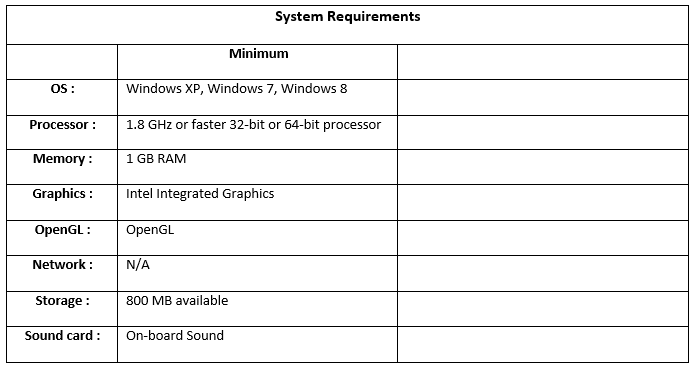 System Requirements
Minimum
OS : Windows XP, Windows 7, Windows 8
Processor : 1.8 GHz or faster 32-bit or 64-bit processor
Memory : 1 GB RAM
Graphics : Intel Integrated Graphics
OpenGL : OpenGL
Network : N/A
Storage : 800 MB available
Sound card : On-board Sound